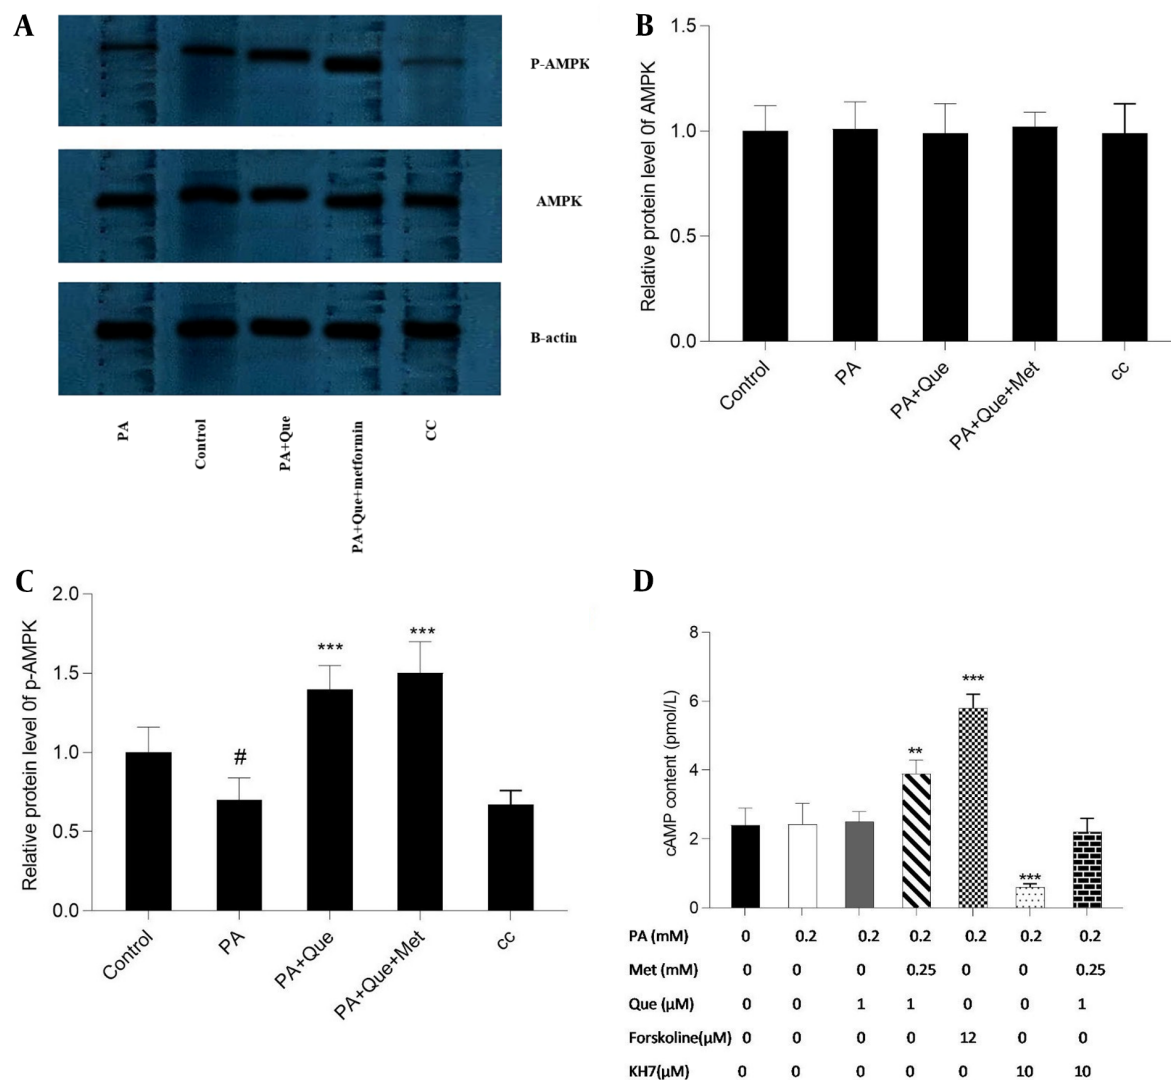 A
P-AMPK
AMPK
B-actin
PA
Control
PA+Que
PA+Que+metformin
CC
B
Relative protein level 0f AMPK
1.5
1.0
0.5
0.0
Control
PA
PA+Que
PA+Que+Met
cc
C
Relative protein level 0f p-AMPK
2.0
1.5
1.0
0.5
0.0
#
***
***
Control
PA
PA+Que
PA+Que+Met
cc
D
cAMP content (pmol/L)
8
6
4
2
0
**
***
***
PA (mM) 0 0.2 0.2 0.2 0.2 0.2 0.2
Met (mM) 0 0 0 0.25 0 0 0.25
Que (µM) 0 0 1 1 0 0 1
Forskoline(µM) 0 0 0 0 12 0 0
KH7(µM) 0 0 0 0 0 10 10